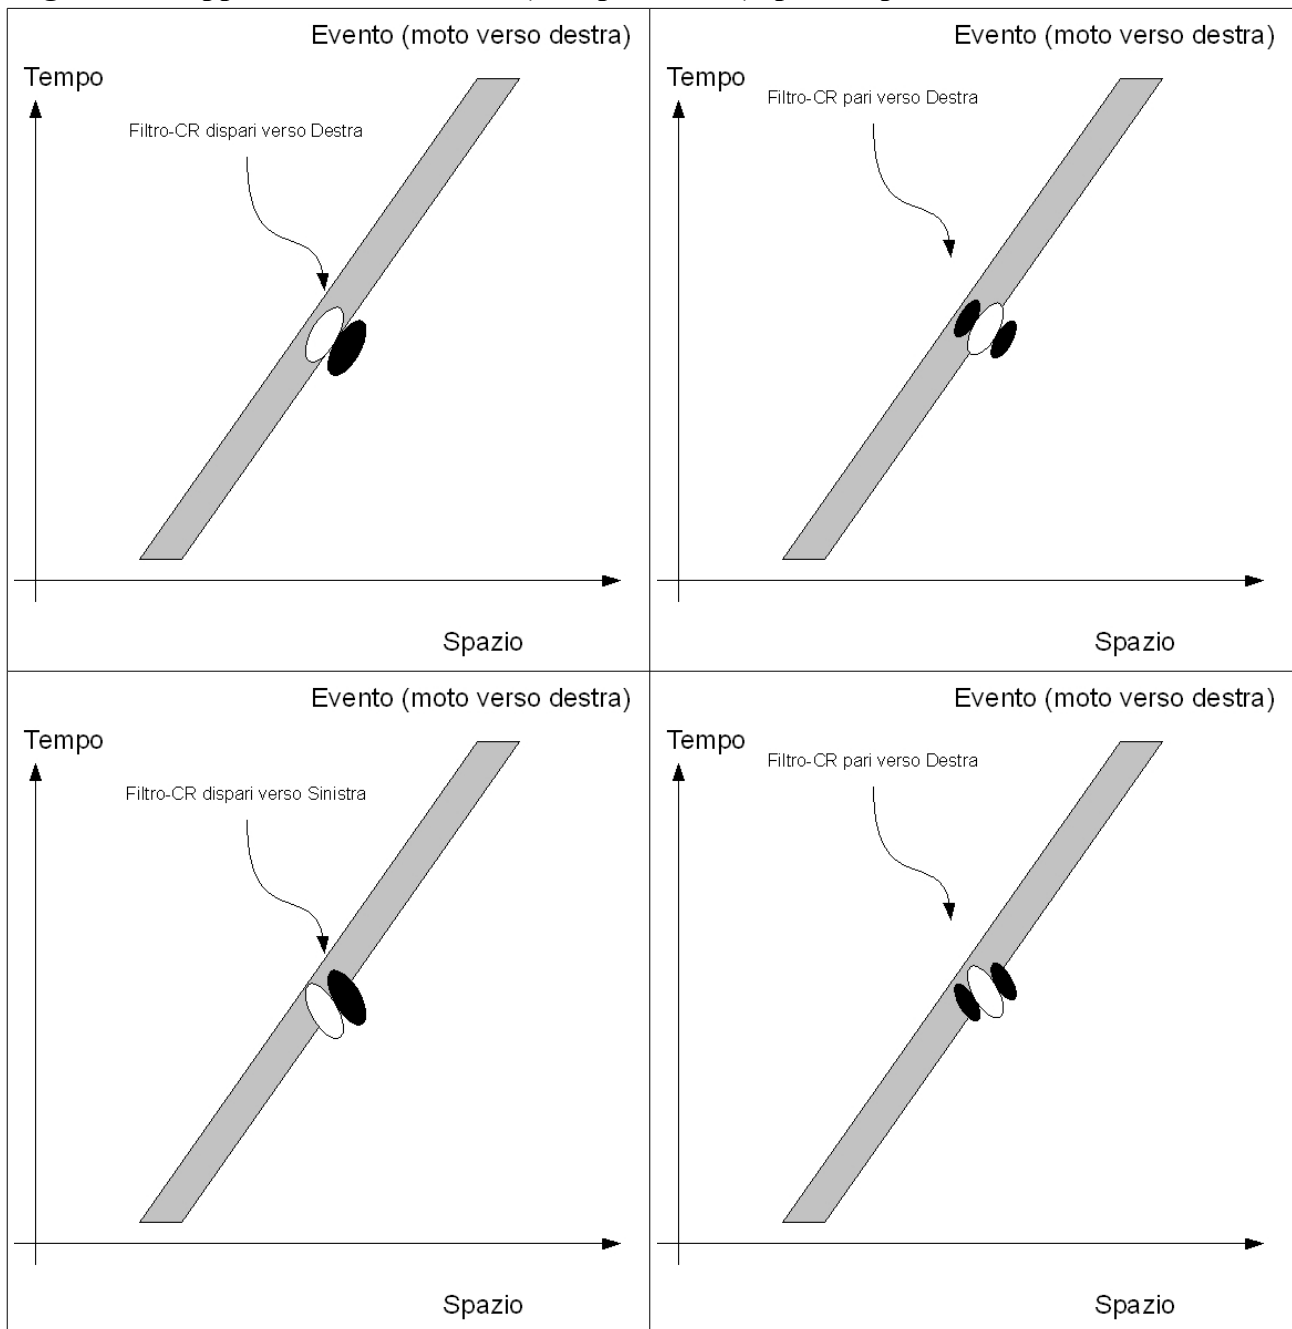 Evento (moto verso destra)
Tempo
Filtro-CR dispari verso Destra
Spazio
Evento (moto verso destra)
Tempo
Filtro-CR pari verso Destra
Spazio
Evento (moto verso destra)
Tempo
Filtro-CR dispari verso Sinistra
Spazio
Evento (moto verso destra)
Tempo
Filtro-CR pari verso Destra
Spazio